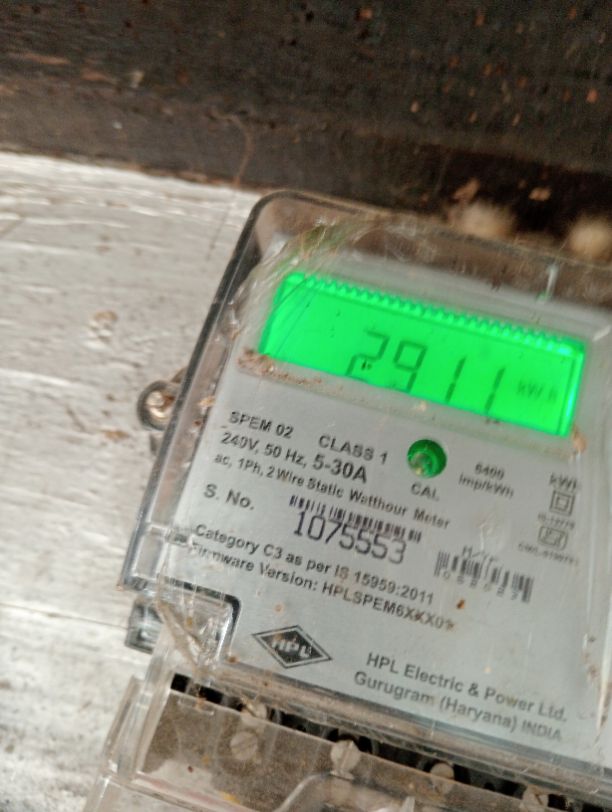 2911 kWh
SPEM 02 CLASS 1
240V, 50 Hz, 5-30A
ac, 1Ph, 2 Wire Static Watthour Meter
CAL
6400
imp/kWh
kWh
S. No.
1075553
Category C3 as per IS 15959:2011
Firmware Version: HPLSPEM6XXX01
HPL
HPL Electric & Power Ltd.
Gurugram (Haryana) INDIA